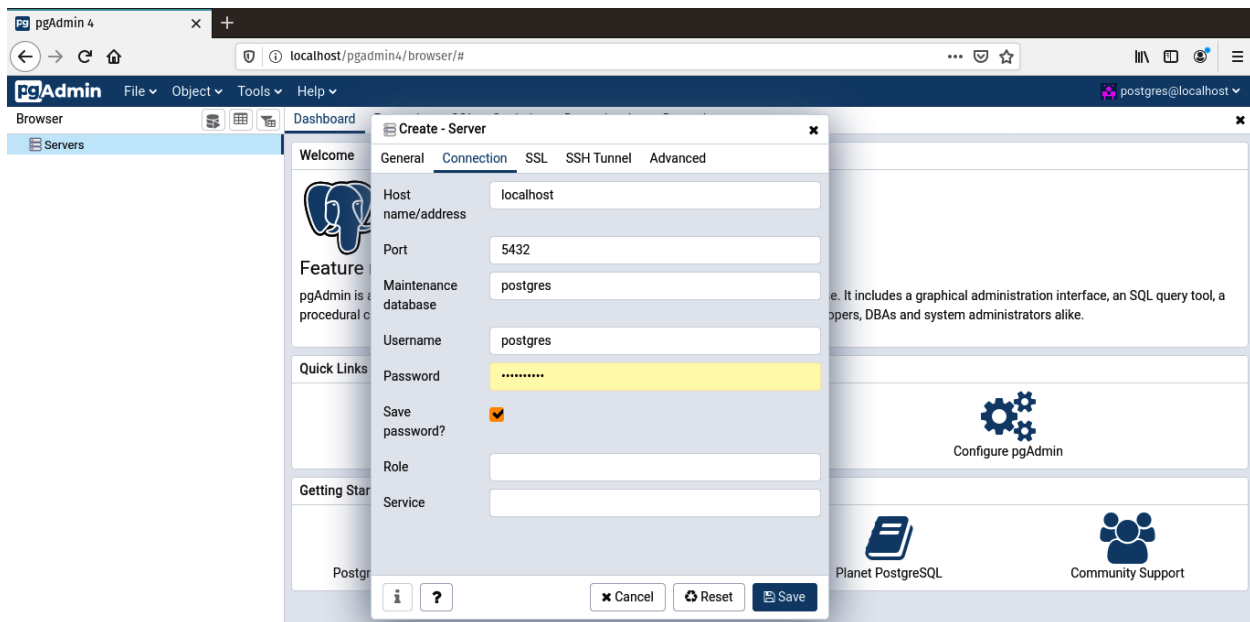 pgAdmin 4
localhost/pgadmin4/browser/#
pgAdmin File Object Tools Help postgres@localhost
Browser
Servers
Dashboard
Welcome
Feature
pgAdmin is
procedural
e. It includes a graphical administration interface, an SQL query tool, a
opers, DBAs and system administrators alike.
Quick Links
Configure pgAdmin
Getting Star
Postgr
Planet PostgreSQL
Community Support
Create - Server
General Connection SSL SSH Tunnel Advanced
Host
name/address
localhost
Port
5432
Maintenance
database
postgres
Username
postgres
Password
••••••••••
Save
password?
Role
Service
i ? Cancel Reset Save